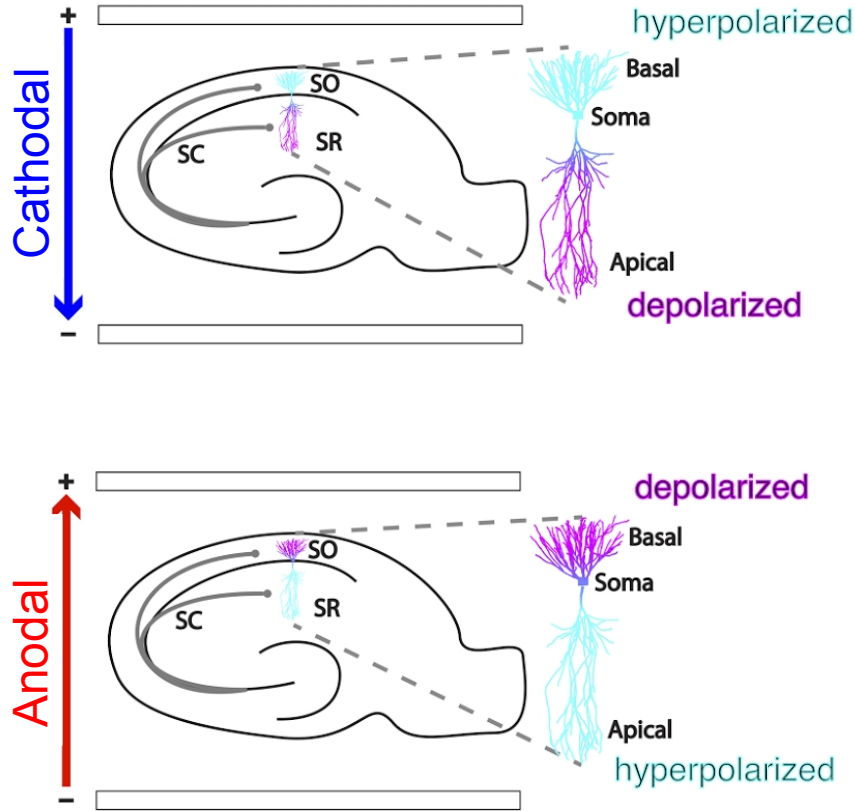 +
hyperpolarized
Cathodal
SO
Basal
Soma
SC
SR
Apical
depolarized
−
+
depolarized
Anodal
SO
Basal
Soma
SC
SR
Apical
hyperpolarized
−